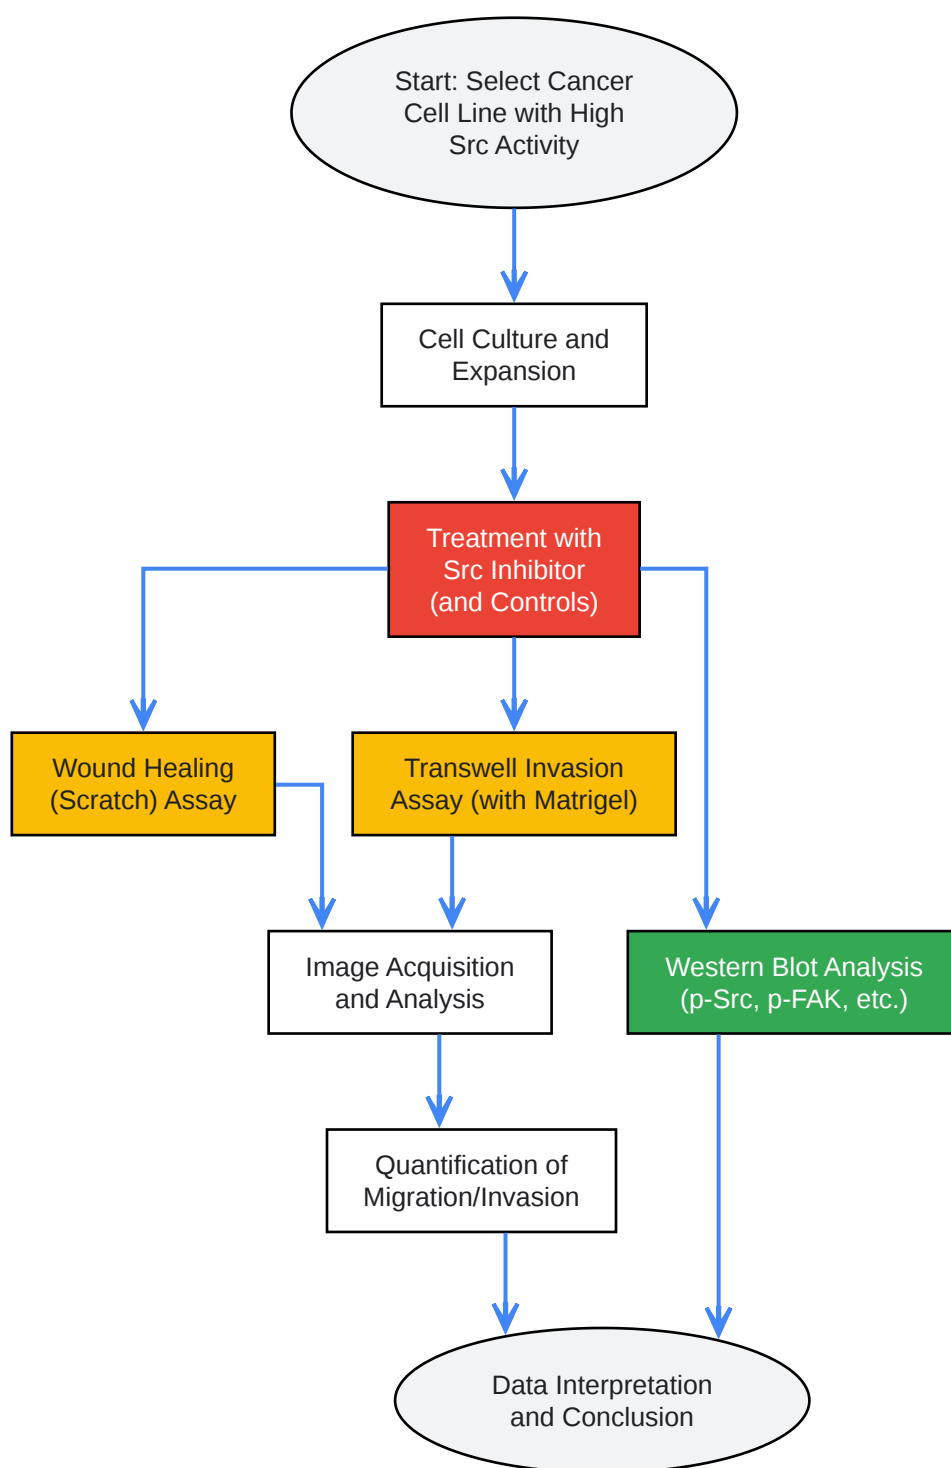 Start: Select Cancer
Cell Line with High
Src Activity
Cell Culture and
Expansion
Treatment with
Src Inhibitor
(and Controls)
Wound Healing
(Scratch) Assay
Transwell Invasion
Assay (with Matrigel)
Image Acquisition
and Analysis
Western Blot Analysis
(p-Src, p-FAK, etc.)
Quantification of
Migration/Invasion
Data Interpretation
and Conclusion